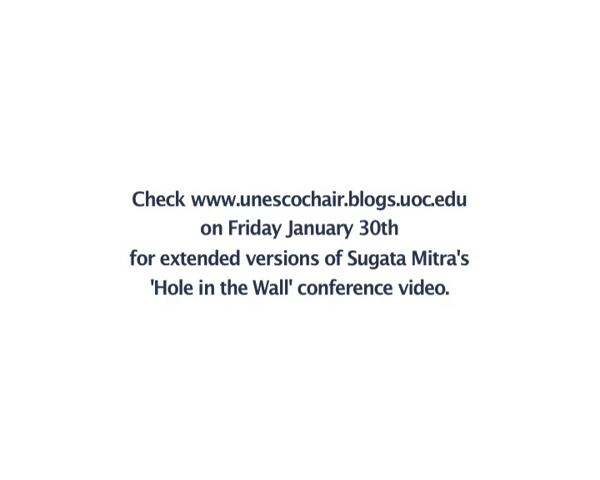 Check www.unescochair.blogs.uoc.edu
on Friday January 30th
for extended versions of Sugata Mitra's
'Hole in the Wall' conference video.